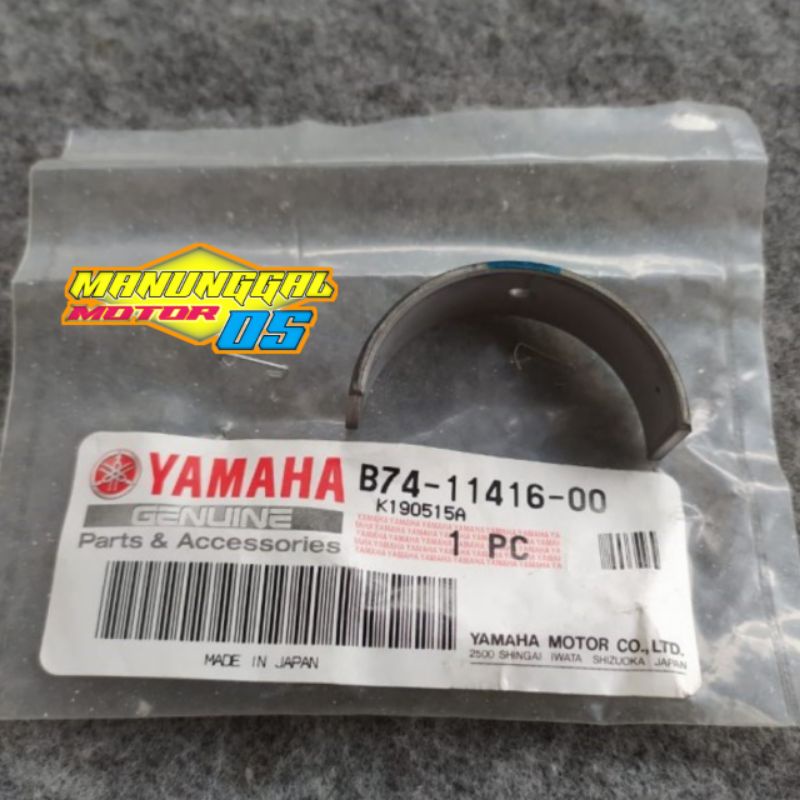 MANUNGGAL
MOTOR DS
YAMAHA
GENUINE
Parts & Accessories
B74-11416-00
K190515A
1 PC
MADE IN JAPAN
YAMAHA MOTOR CO., LTD.
2500 SHINGAI IWATA SHIZUOKA JAPAN